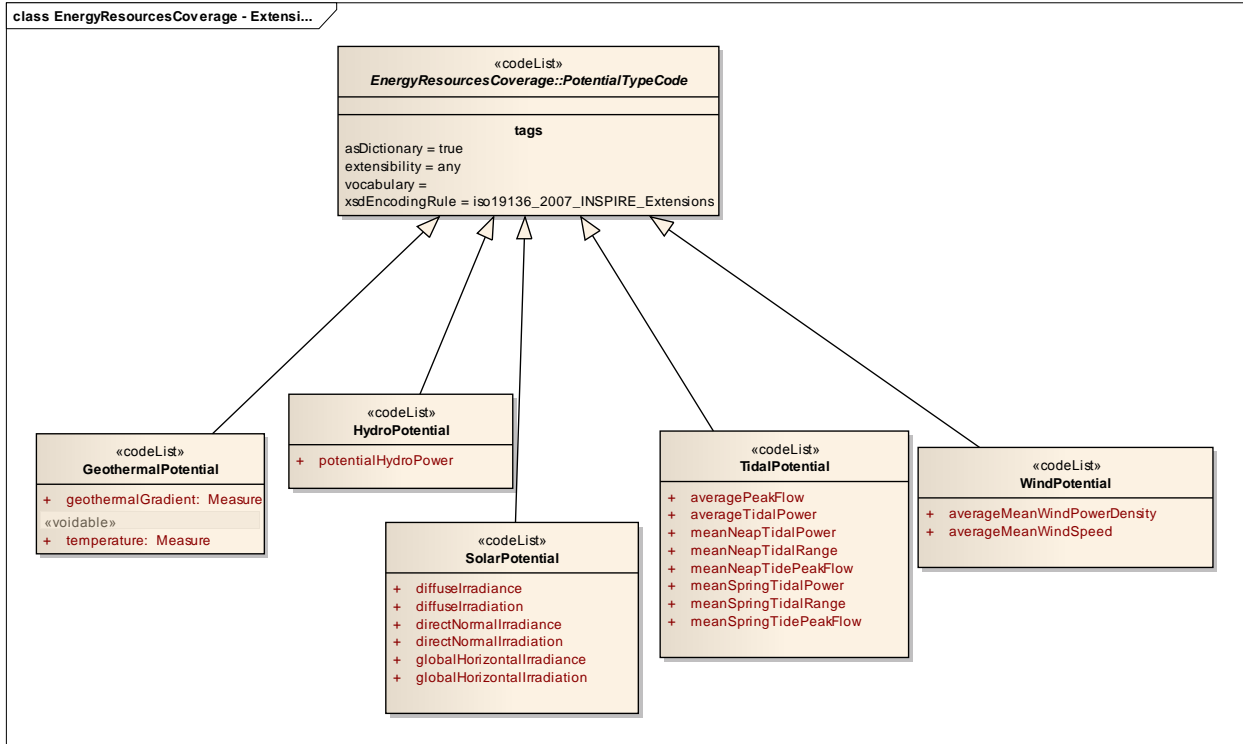 class EnergyResourcesCoverage - Extensi...
«codeList»
EnergyResourcesCoverage::PotentialTypeCode
tags
asDictionary = true
extensibility = any
vocabulary =
xsdEncodingRule = iso19136_2007_INSPIRE_Extensions
«codeList»
GeothermalPotential
+ geothermalGradient: Measure
«voidable»
+ temperature: Measure
«codeList»
HydroPotential
+ potentialHydroPower
«codeList»
SolarPotential
+ diffuseIrradiance
+ diffuseIrradiation
+ directNormalIrradiance
+ directNormalIrradiation
+ globalHorizontalIrradiance
+ globalHorizontalIrradiation
«codeList»
TidalPotential
+ averagePeakFlow
+ averageTidalPower
+ meanNeapTidalPower
+ meanNeapTidalRange
+ meanNeapTidePeakFlow
+ meanSpringTidalPower
+ meanSpringTidalRange
+ meanSpringTidePeakFlow
«codeList»
WindPotential
+ averageMeanWindPowerDensity
+ averageMeanWindSpeed